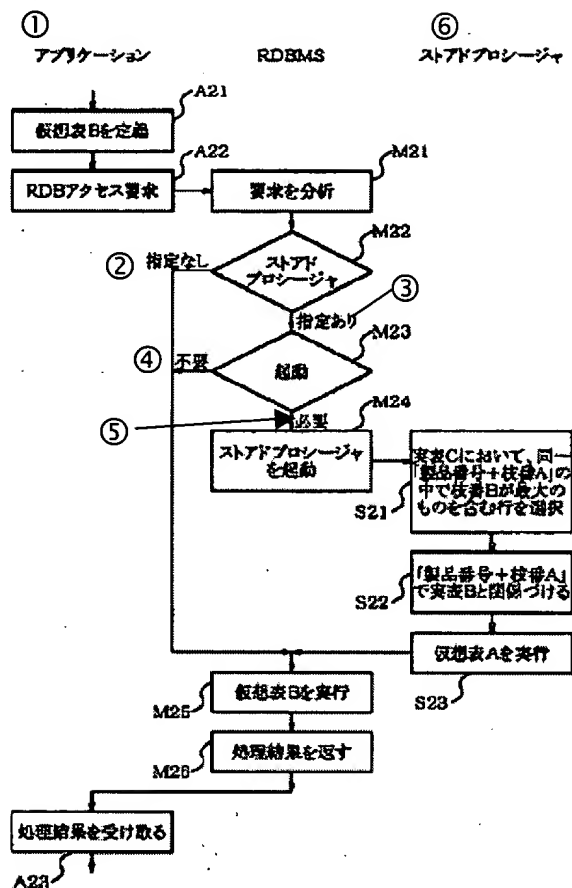 ① ⑥
アプリケーション RDBMS ストアドプロシージャ
A21
仮想表Bを定義
A22
RDBアクセス要求
M21
要求を分析
M22
② 指定なし
ストアド
プロシージャ
③
指定あり
M23
④ 不要
起動
⑤
必要
M24
ストアドプロシージャ
を起動
実表Cにおいて、同一
「製品番号+枝番A」の
中で枝番Bが最大の
ものを含む行を選択
S21
「製品番号+枝番A」
で実表Bと関係づける
S22
仮想表Aを実行
S23
仮想表Bを実行
M25
処理結果を返す
M26
処理結果を受け取る
A23